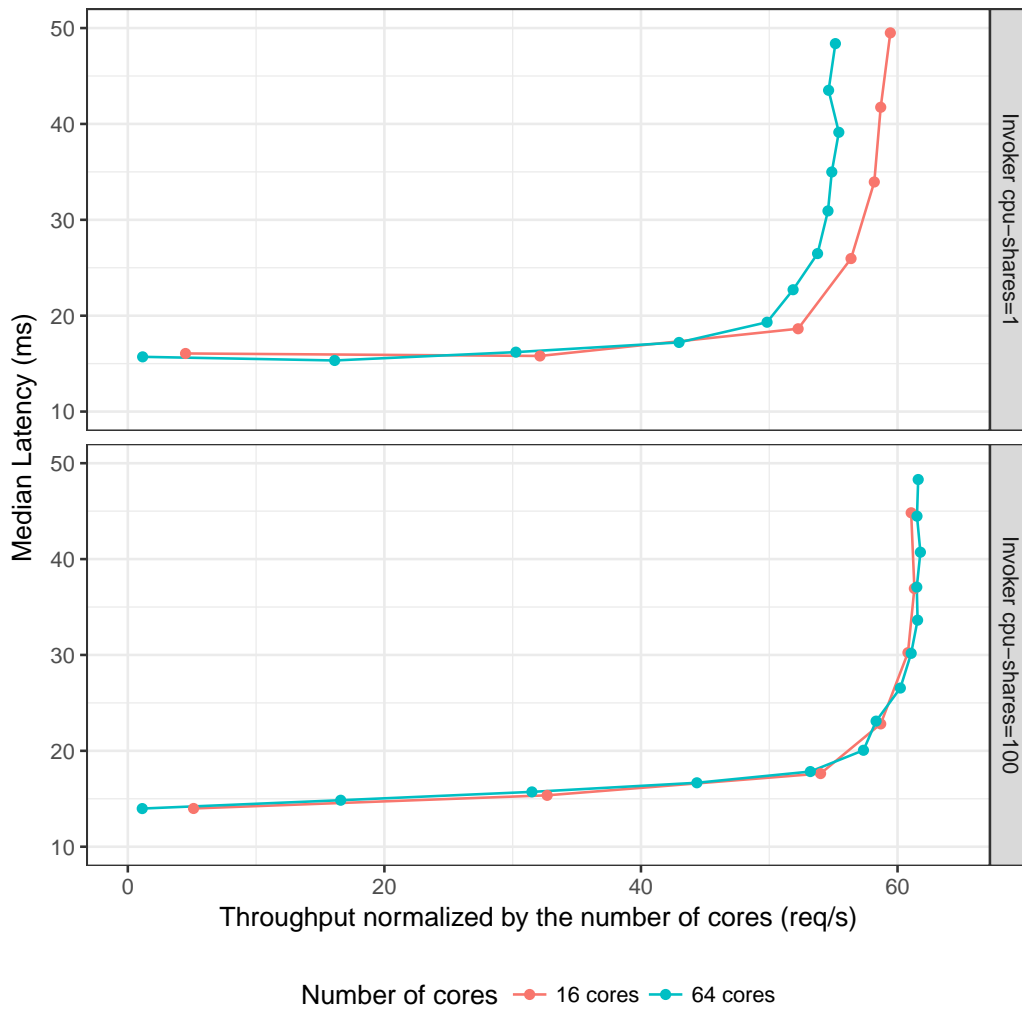 Median Latency (ms)
50
40
30
20
10
Invoker cpu−shares=1
50
40
30
20
10
Invoker cpu−shares=100
0
20
40
60
Throughput normalized by the number of cores (req/s)
Number of cores
16 cores
64 cores